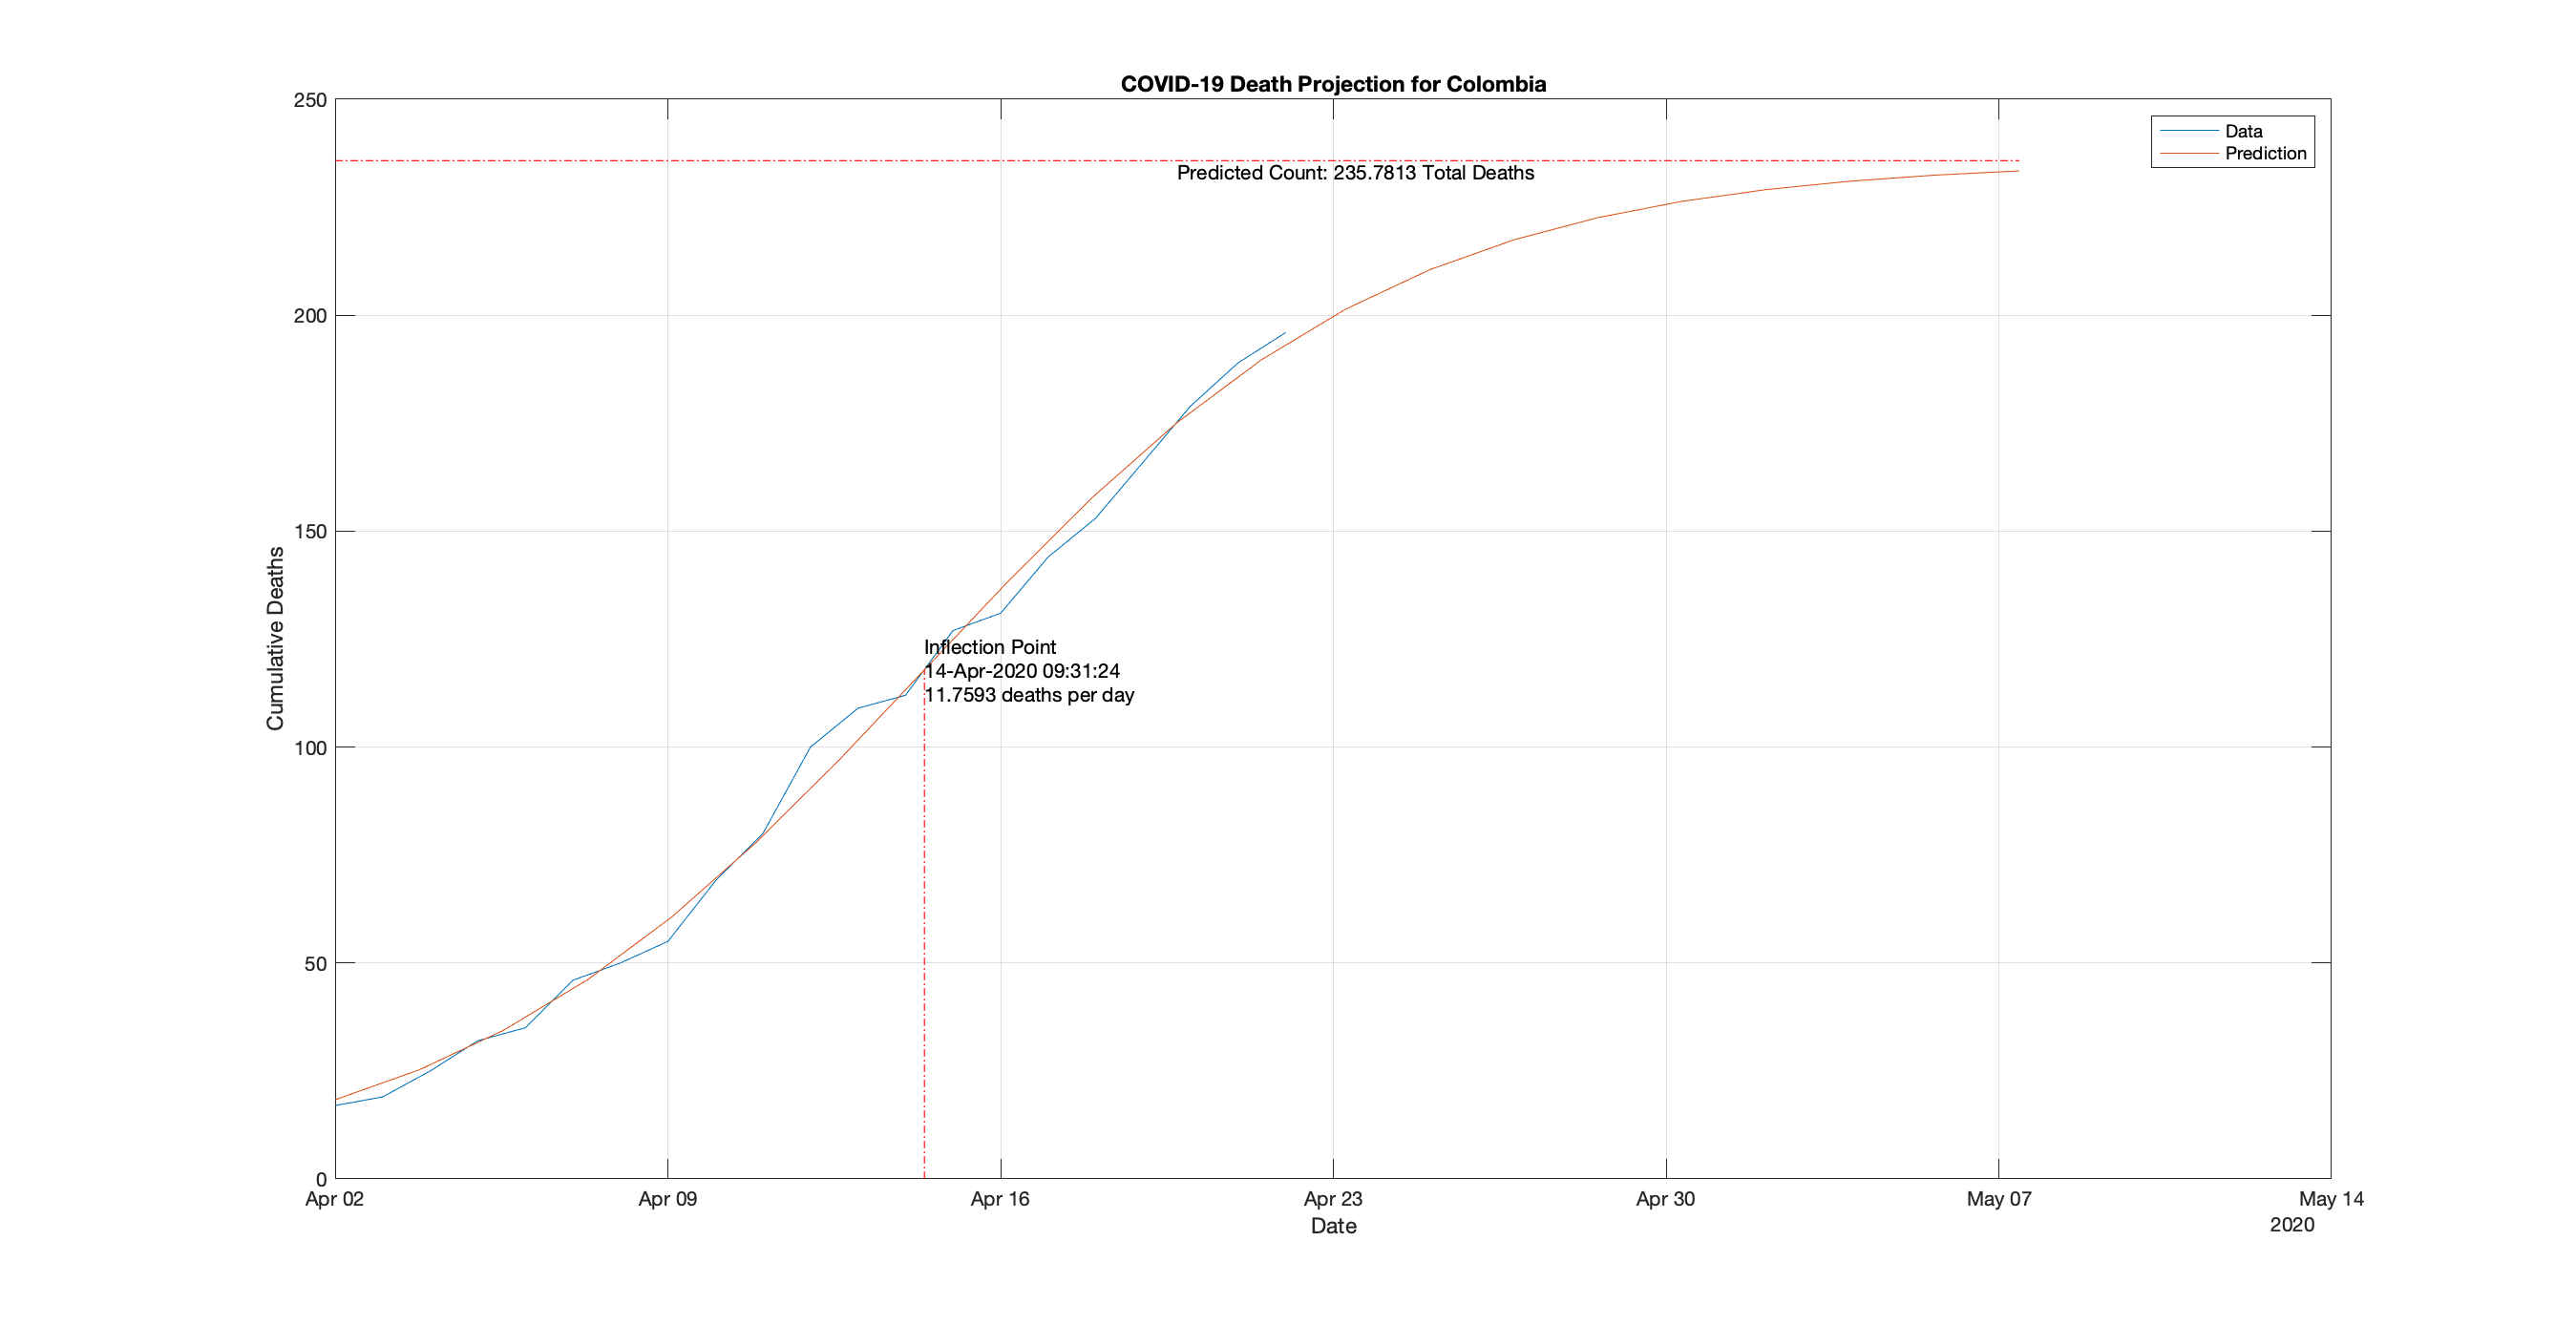 COVID-19 Death Projection for Colombia
250
200
150
100
50
0
Cumulative Deaths
Data
Prediction
Predicted Count: 235.7813 Total Deaths
Inflection Point
14-Apr-2020 09:31:24
11.7593 deaths per day
Apr 02
Apr 09
Apr 16
Apr 23
Apr 30
May 07
May 14
2020
Date